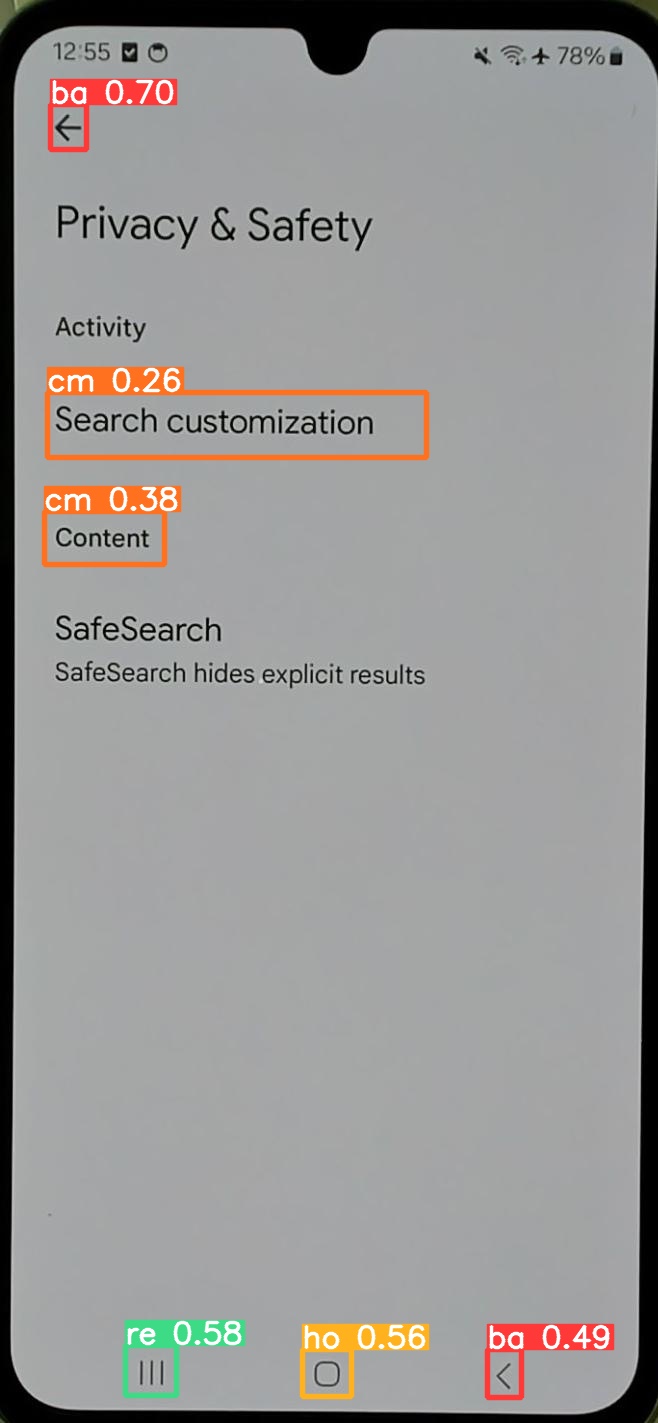 12:55 78%
ba 0.70
Privacy & Safety
Activity
cm 0.26
Search customization
cm 0.38
Content
SafeSearch
SafeSearch hides explicit results
re 0.58 ho 0.56 ba 0.49